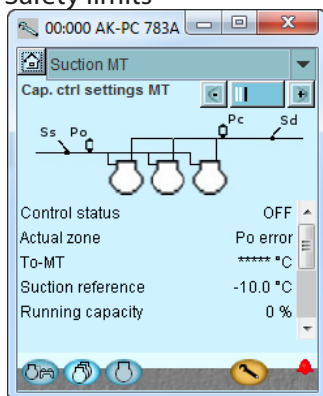 Safety limits
00:000 AK-PC 783A
Suction MT
Cap. ctrl settings MT
Ss Po Pc Sd
Control status OFF
Actual zone Po error
To-MT ***** °C
Suction reference -10.0 °C
Running capacity 0 %